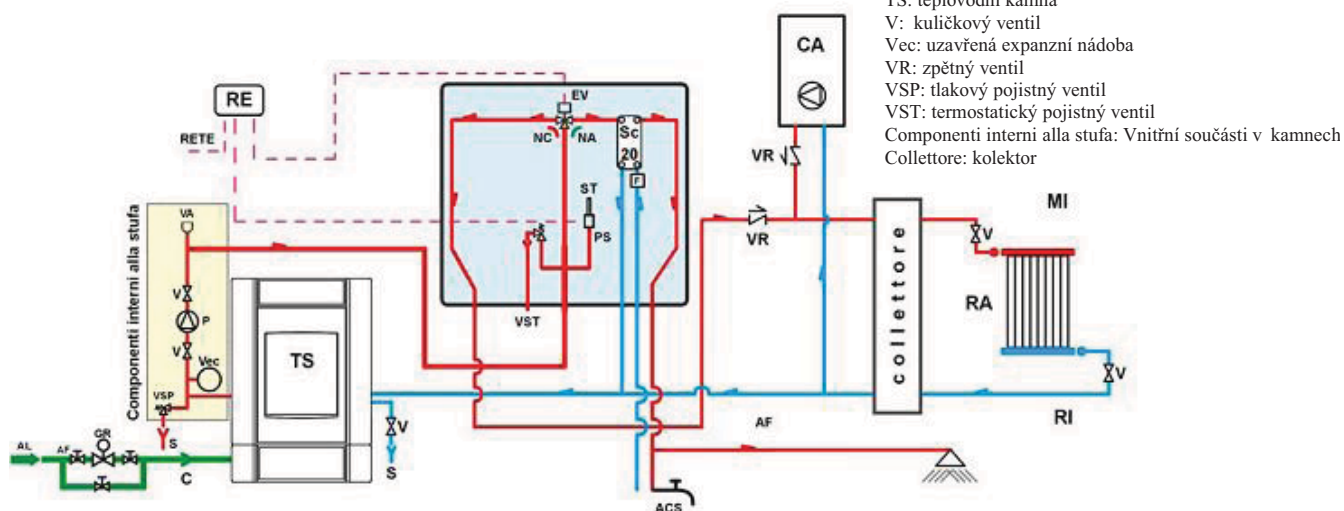 TS: teplovodní kamna
V: kuličkový ventil
Vec: uzavřená expanzní nádoba
VR: zpětný ventil
VSP: tlakový pojistný ventil
VST: termostatický pojistný ventil
Componenti interni alla stufa: Vnitřní součásti v kamnech
Collettore: kolektor
CA
RE
RETE
EV
NC
NA
Sc
20
F
ST
PS
VST
VR
VR
MI
V
RA
V
RI
collettore
Componenti interni alla stufa
VA
V
P
V
Vec
VSP
S
TS
V
S
AL
AF
GR
C
AF
ACS